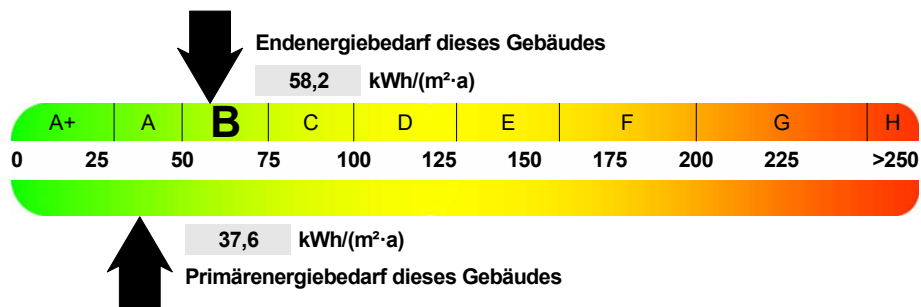 Endenergiebedarf dieses Gebäudes
58,2 kWh/(m²·a)
A+ A B C D E F G H
0 25 50 75 100 125 150 175 200 225 >250
37,6 kWh/(m²·a)
Primärenergiebedarf dieses Gebäudes